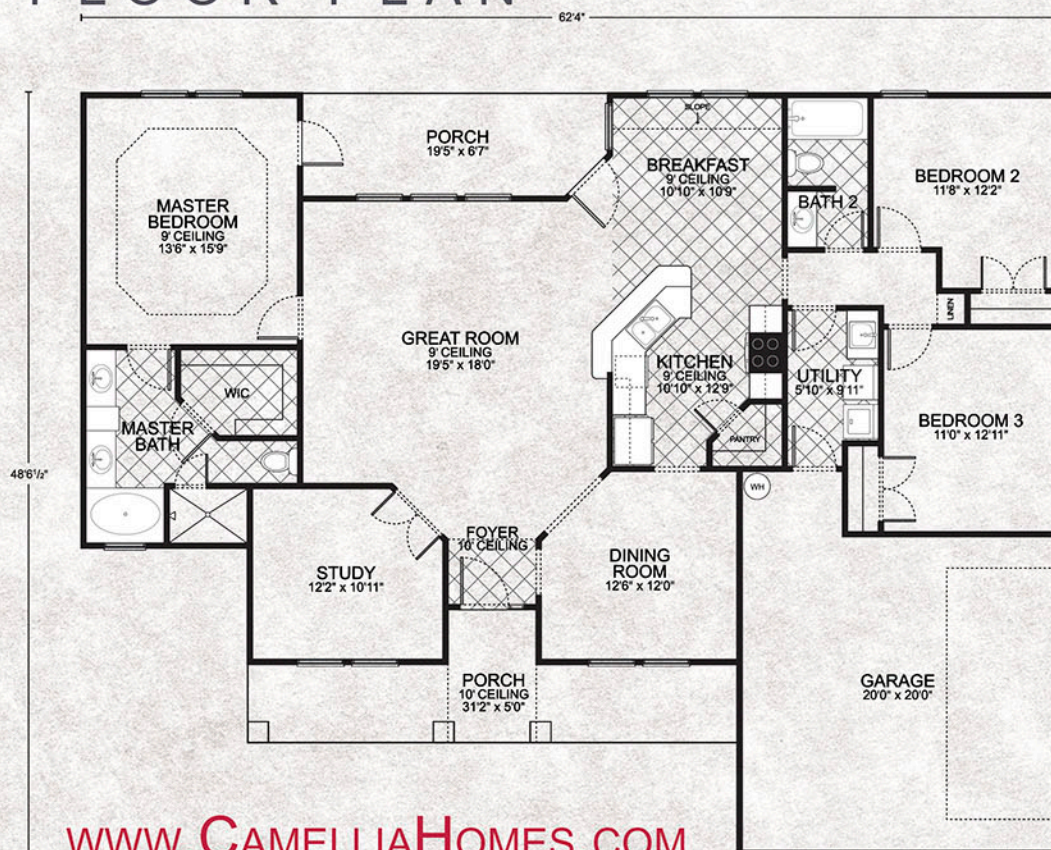 FLOOR PLAN
62'4"
PORCH
19'5" x 6'7"
SLOPE
BREAKFAST
9' CEILING
10'10" x 10'9"
BEDROOM 2
11'8" x 12'2"
BATH 2
MASTER
BEDROOM
9' CEILING
13'6" x 15'9"
LINEN
GREAT ROOM
9' CEILING
19'5" x 18'0"
KITCHEN
9' CEILING
10'10" x 12'9"
UTILITY
5'10" x 9'11"
WIC
MASTER
BATH
PANTRY
BEDROOM 3
11'0" x 12'11"
48'6½"
WH
FOYER
10' CEILING
STUDY
12'2" x 10'11"
DINING
ROOM
12'6" x 12'0"
PORCH
10' CEILING
31'2" x 5'0"
GARAGE
20'0" x 20'0"
WWW.CAMELLIAHOMES.COM